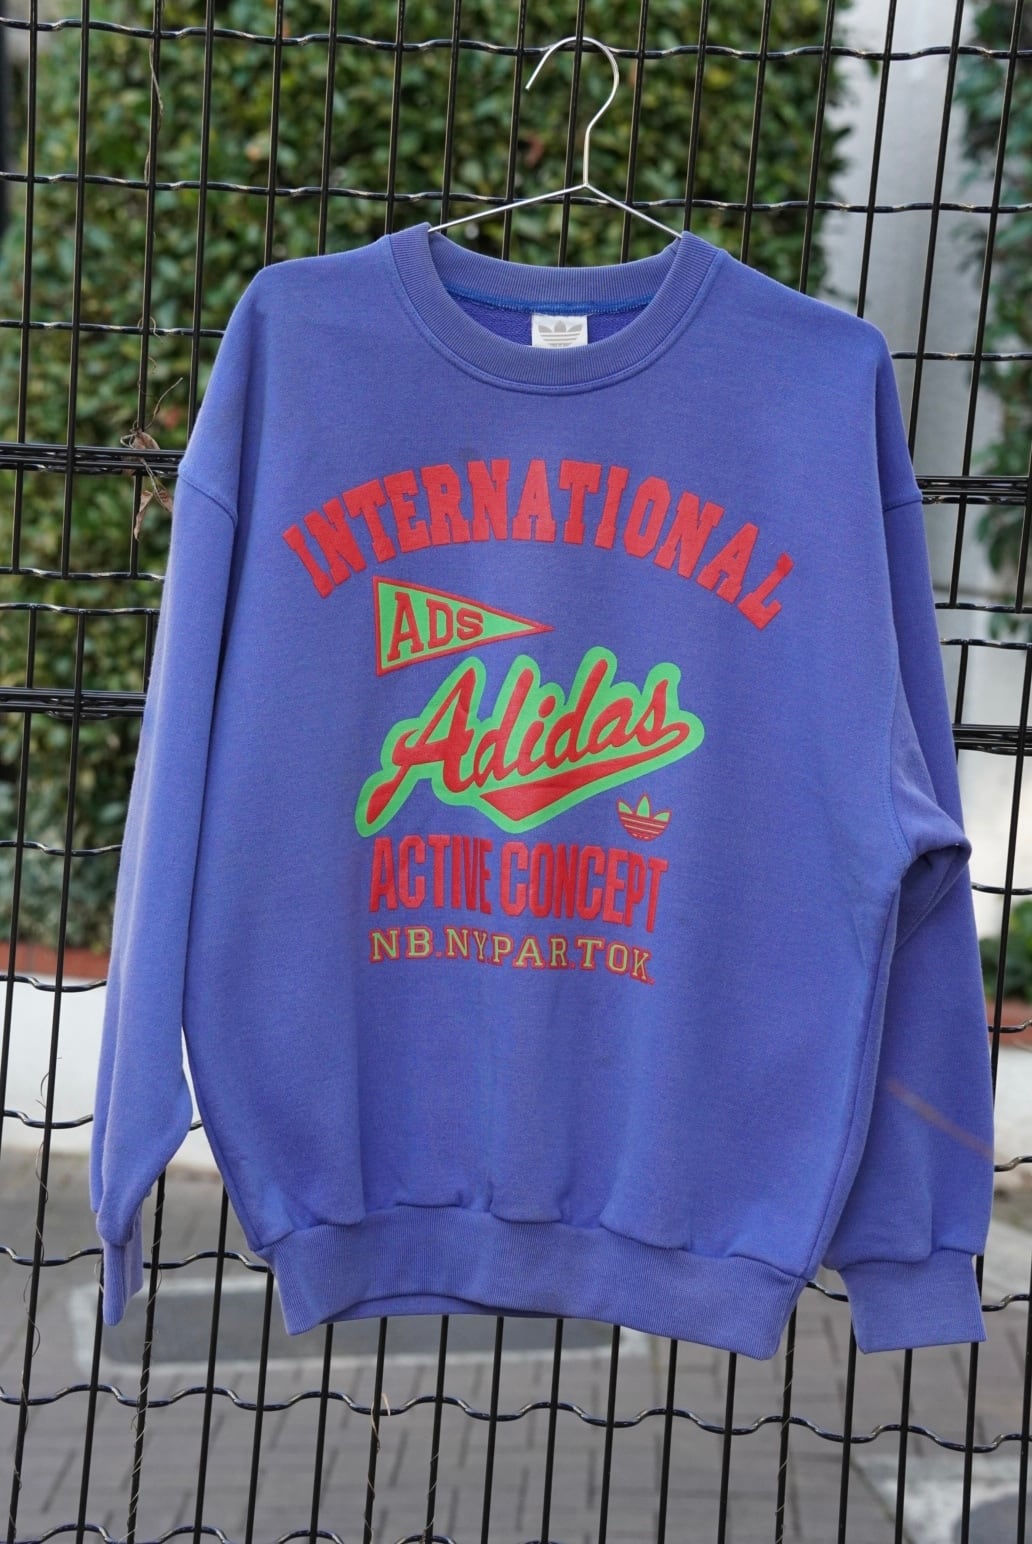 INTERNATIONAL
ADS
Adidas
ACTIVE CONCEPT
NB.NY.PAR.TOK.